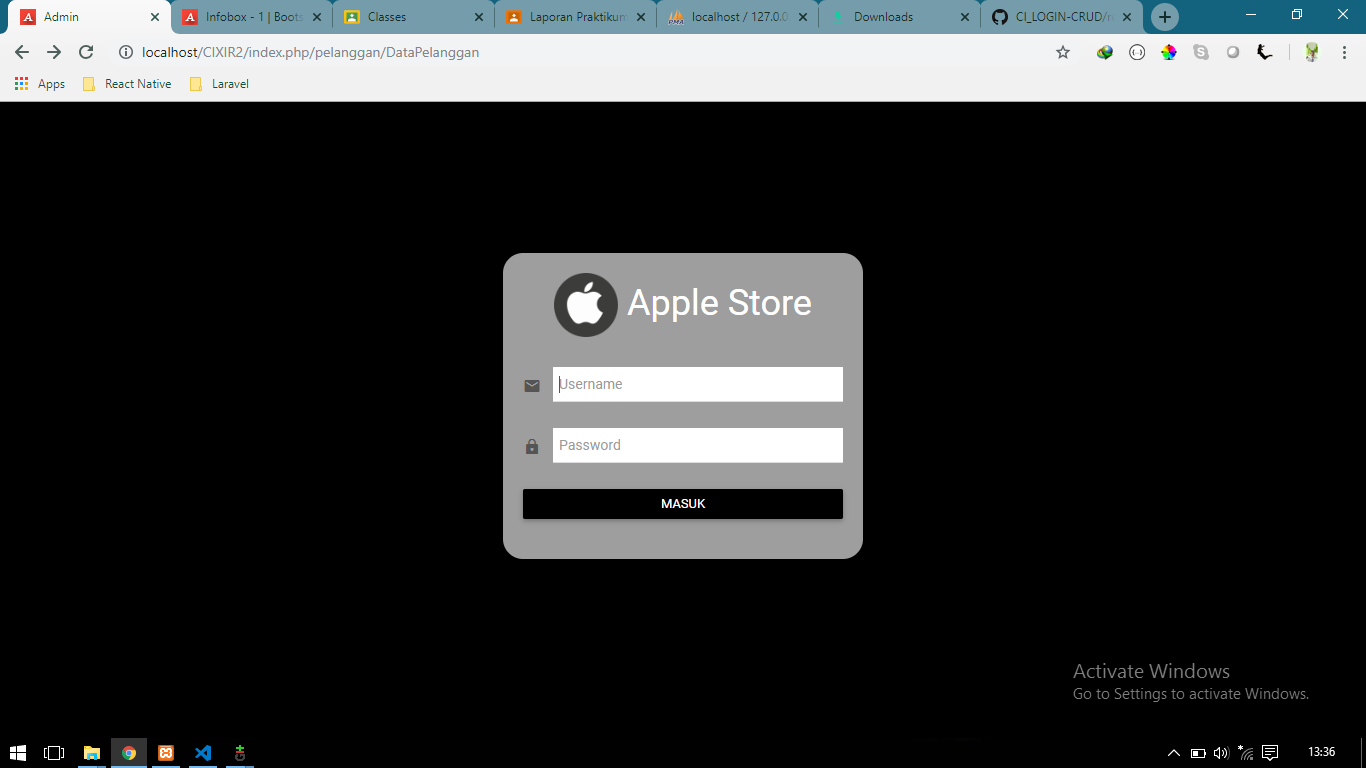 Admin
Infobox - 1 | Boots
Classes
Laporan Praktikum
localhost / 127.0.0
Downloads
CI_LOGIN-CRUD/
localhost/CIXIR2/index.php/pelanggan/DataPelanggan
Apps
React Native
Laravel
Apple Store
Username
Password
MASUK
Activate Windows
Go to Settings to activate Windows.
13:36